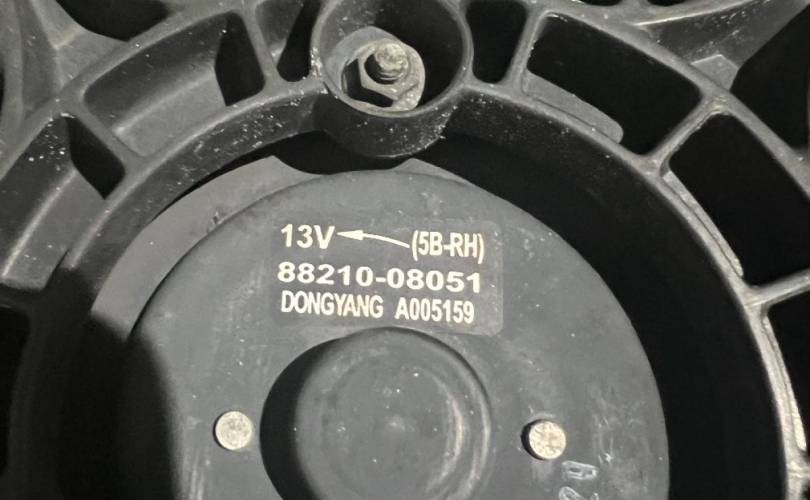 13V (5B-RH)
88210-08051
DONGYANG A005159